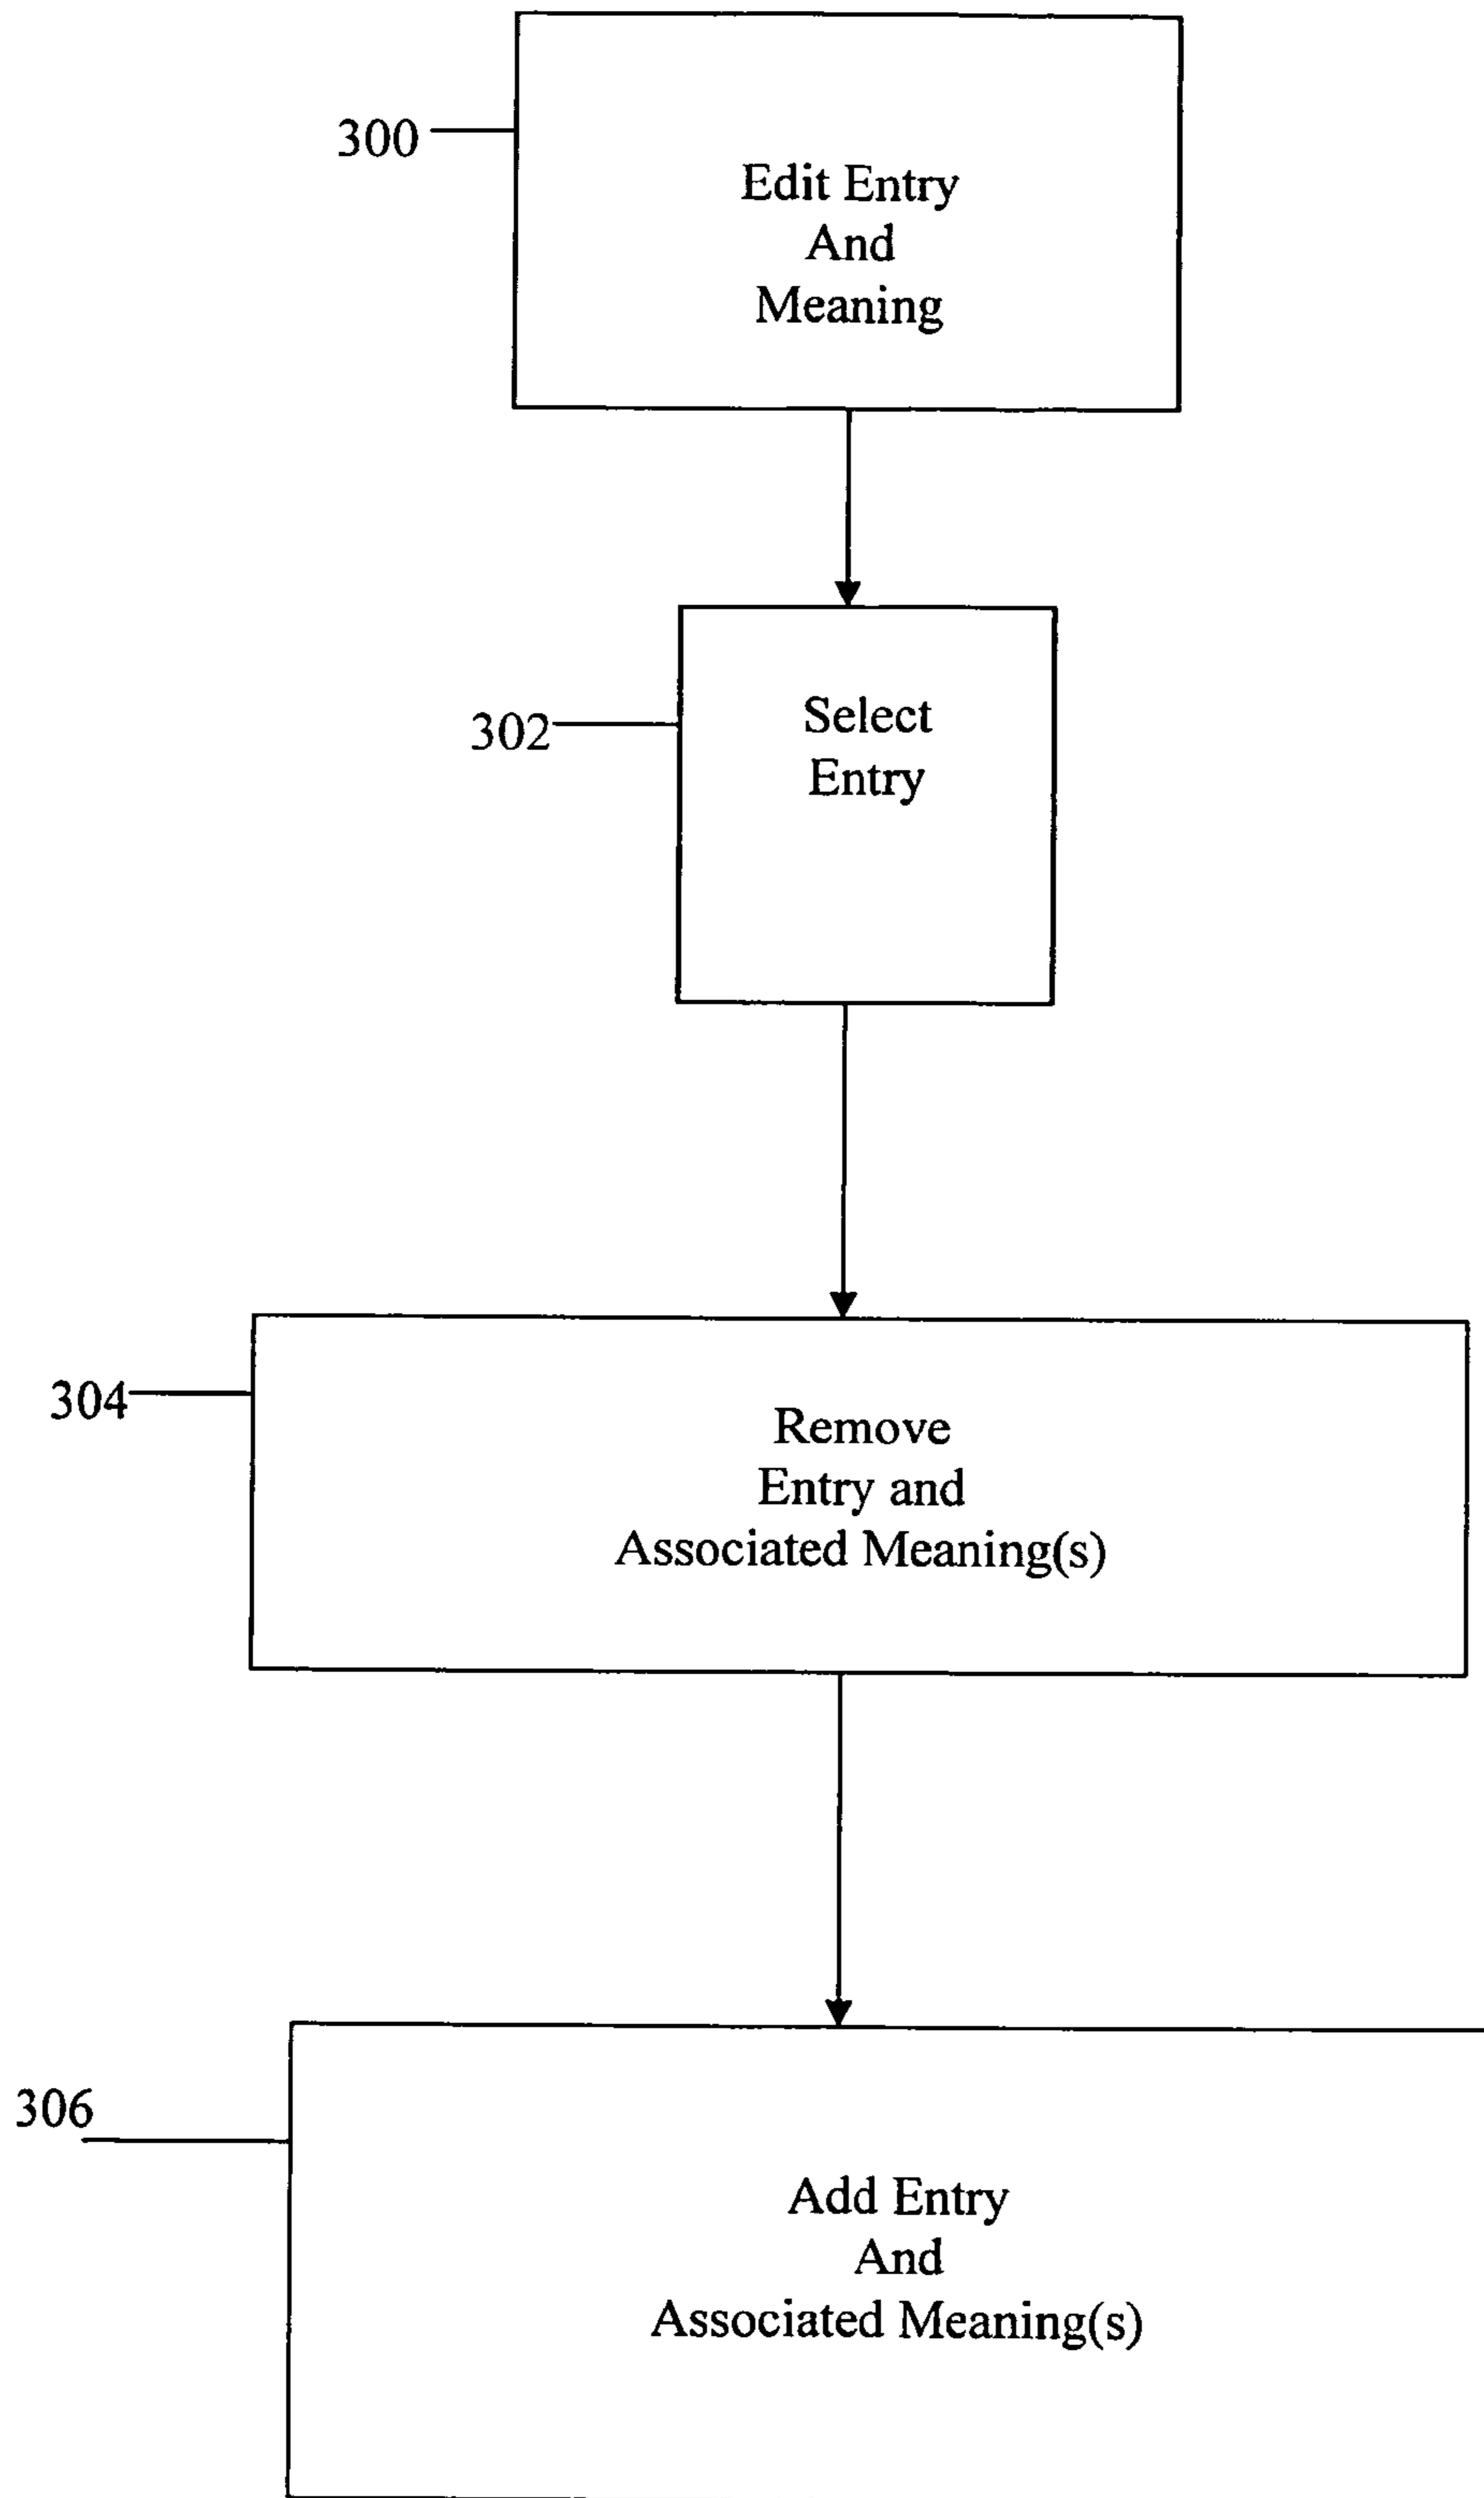 300
Edit Entry
And
Meaning
302
Select
Entry
304
Remove
Entry and
Associated Meaning(s)
306
Add Entry
And
Associated Meaning(s)